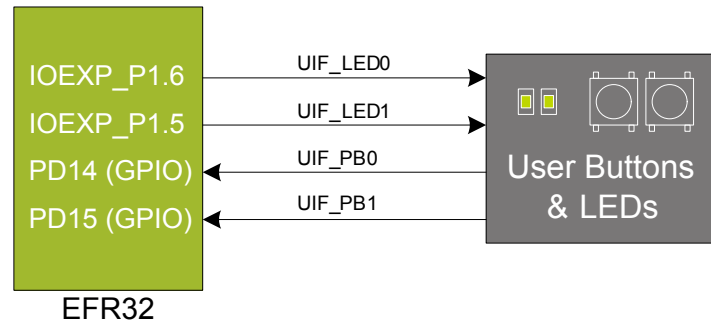 IOEXP_P1.6
UIF_LED0
IOEXP_P1.5
UIF_LED1
PD14 (GPIO)
UIF_PB0
PD15 (GPIO)
UIF_PB1
User Buttons
& LEDs
EFR32